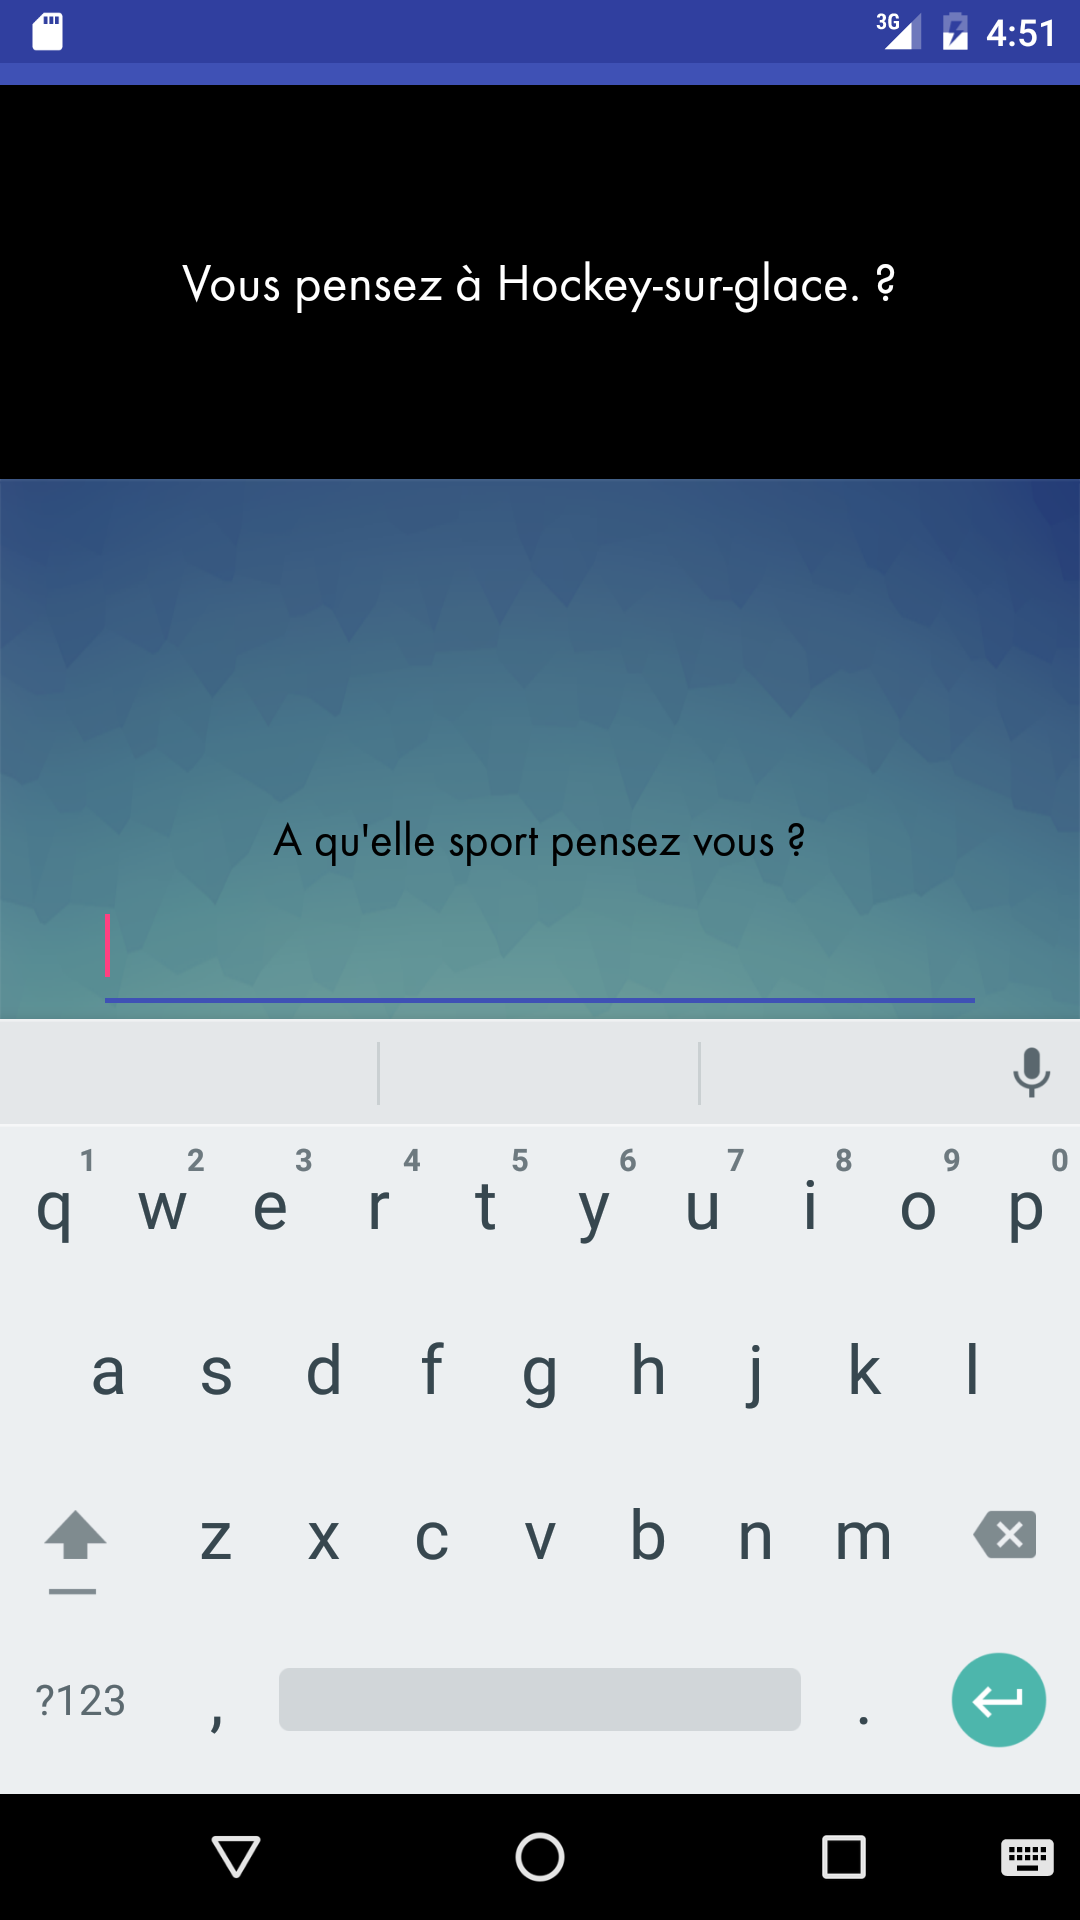 3G 4:51
Vous pensez à Hockey-sur-glace. ?
A qu'elle sport pensez vous ?
1 2 3 4 5 6 7 8 9 0
q w e r t y u i o p
a s d f g h j k l
z x c v b n m
?123 , .